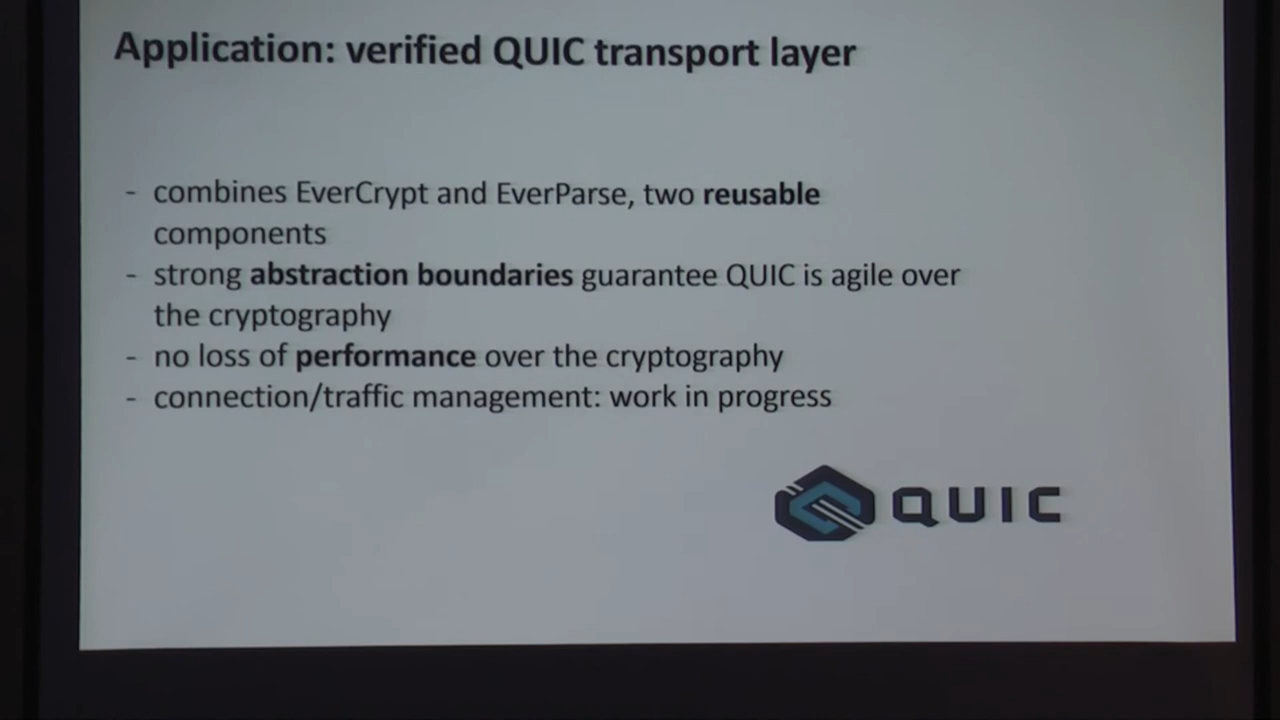 Application: verified QUIC transport layer
- combines EverCrypt and EverParse, two reusable
components
- strong abstraction boundaries guarantee QUIC is agile over
the cryptography
- no loss of performance over the cryptography
- connection/traffic management: work in progress
QUIC